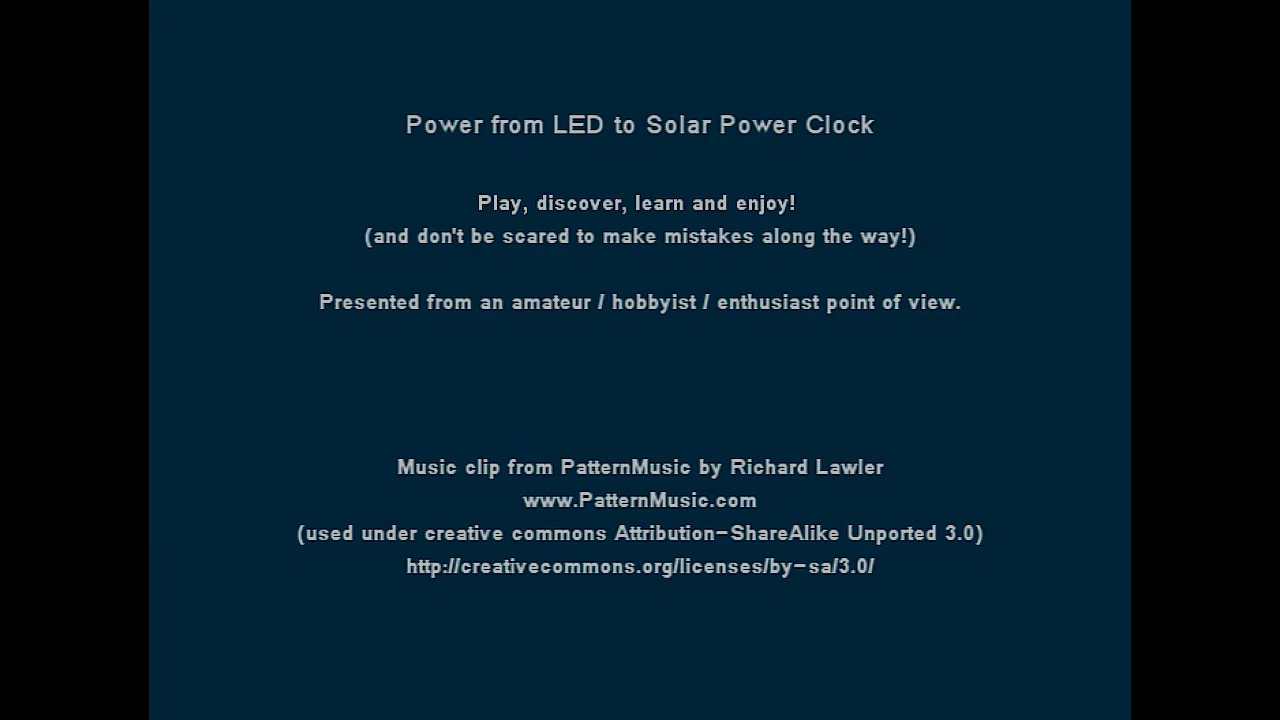 Power from LED to Solar Power Clock
Play, discover, learn and enjoy!
(and don't be scared to make mistakes along the way!)
Presented from an amateur / hobbyist / enthusiast point of view.
Music clip from PatternMusic by Richard Lawler
www.PatternMusic.com
(used under creative commons Attribution-ShareAlike Unported 3.0)
http://creativecommons.org/licenses/by-sa/3.0/